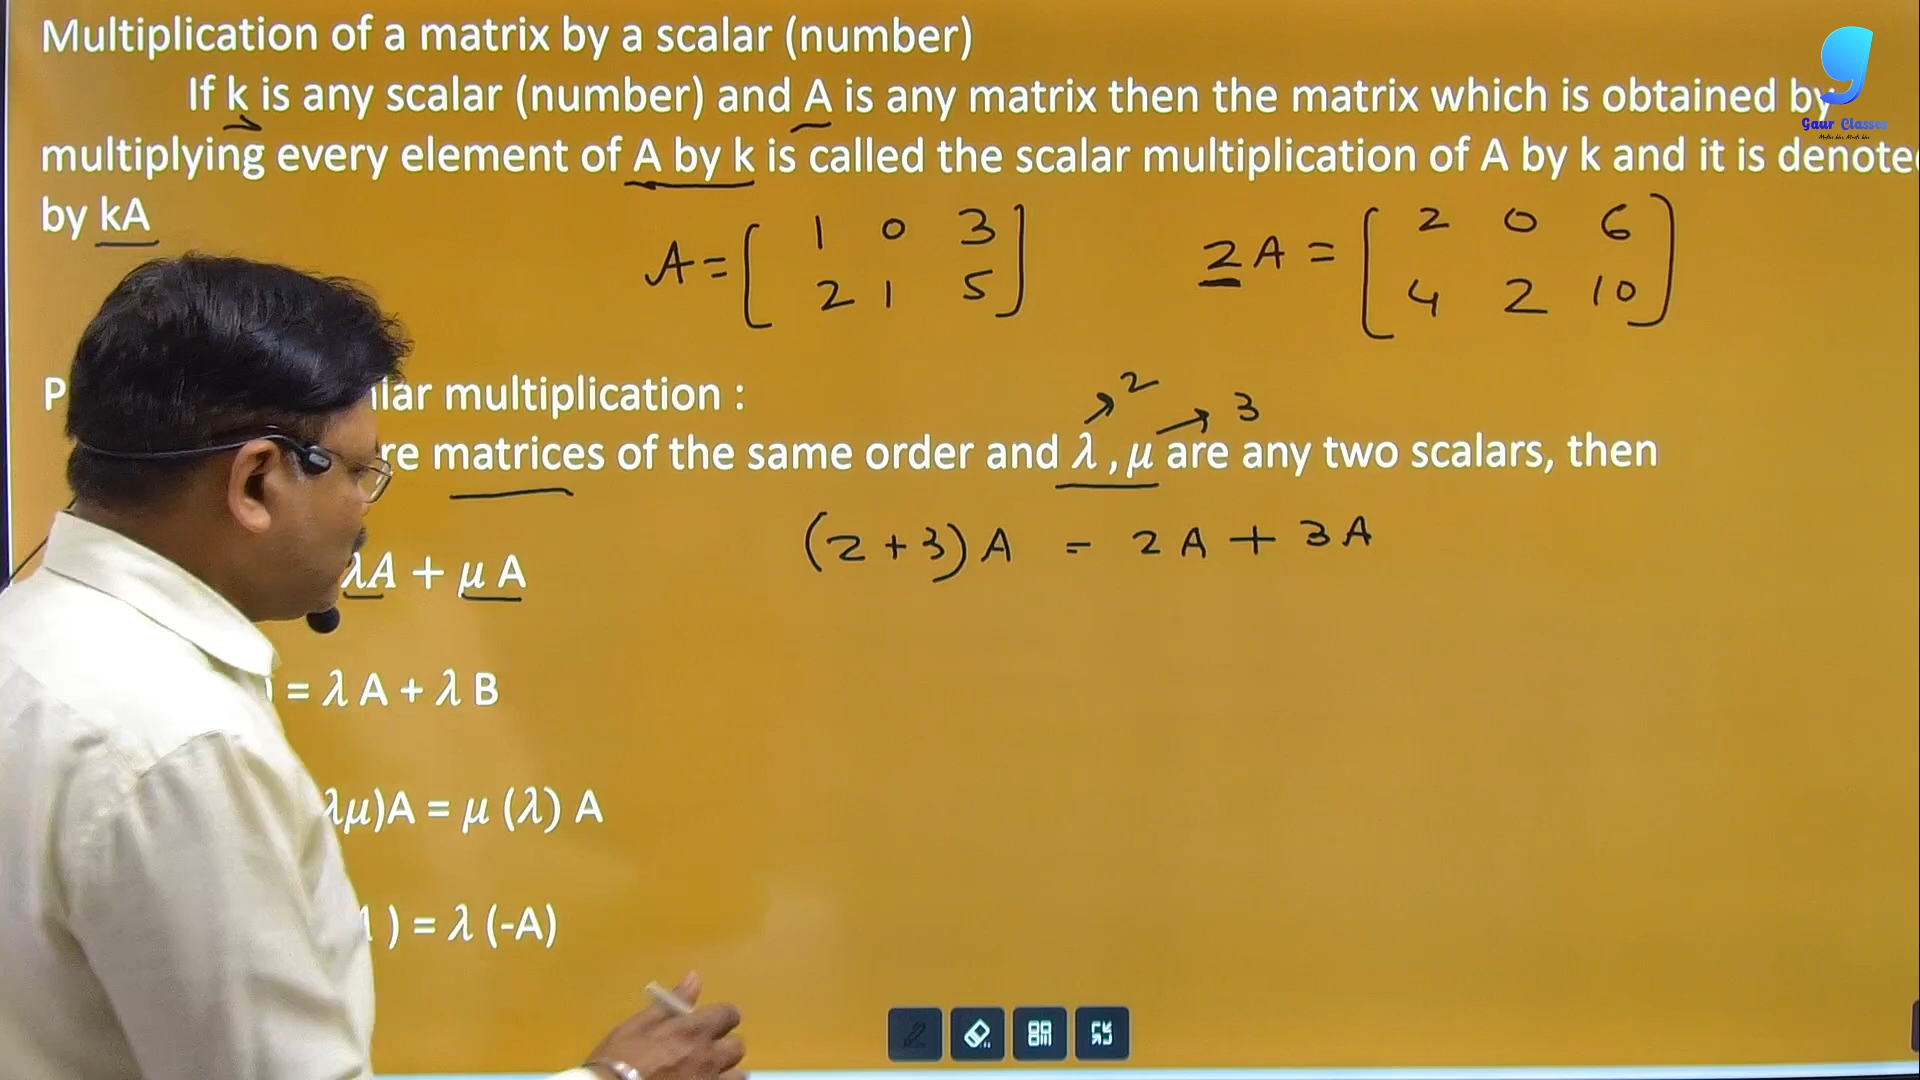 Multiplication of a matrix by a scalar (number)
If k is any scalar (number) and A is any matrix then the matrix which is obtained by
multiplying every element of A by k is called the scalar multiplication of A by k and it is denoted
by kA
A = [ 1 0 3
2 1 5 ]
2A = [ 2 0 6
4 2 10 ]
multiplication :
2
3
matrices of the same order and λ , μ are any two scalars, then
(2+3)A = 2A + 3A
λA + μ A
= λ A + λ B
λμ)A = μ (λ) A
) = λ (-A)
Gaur Classes